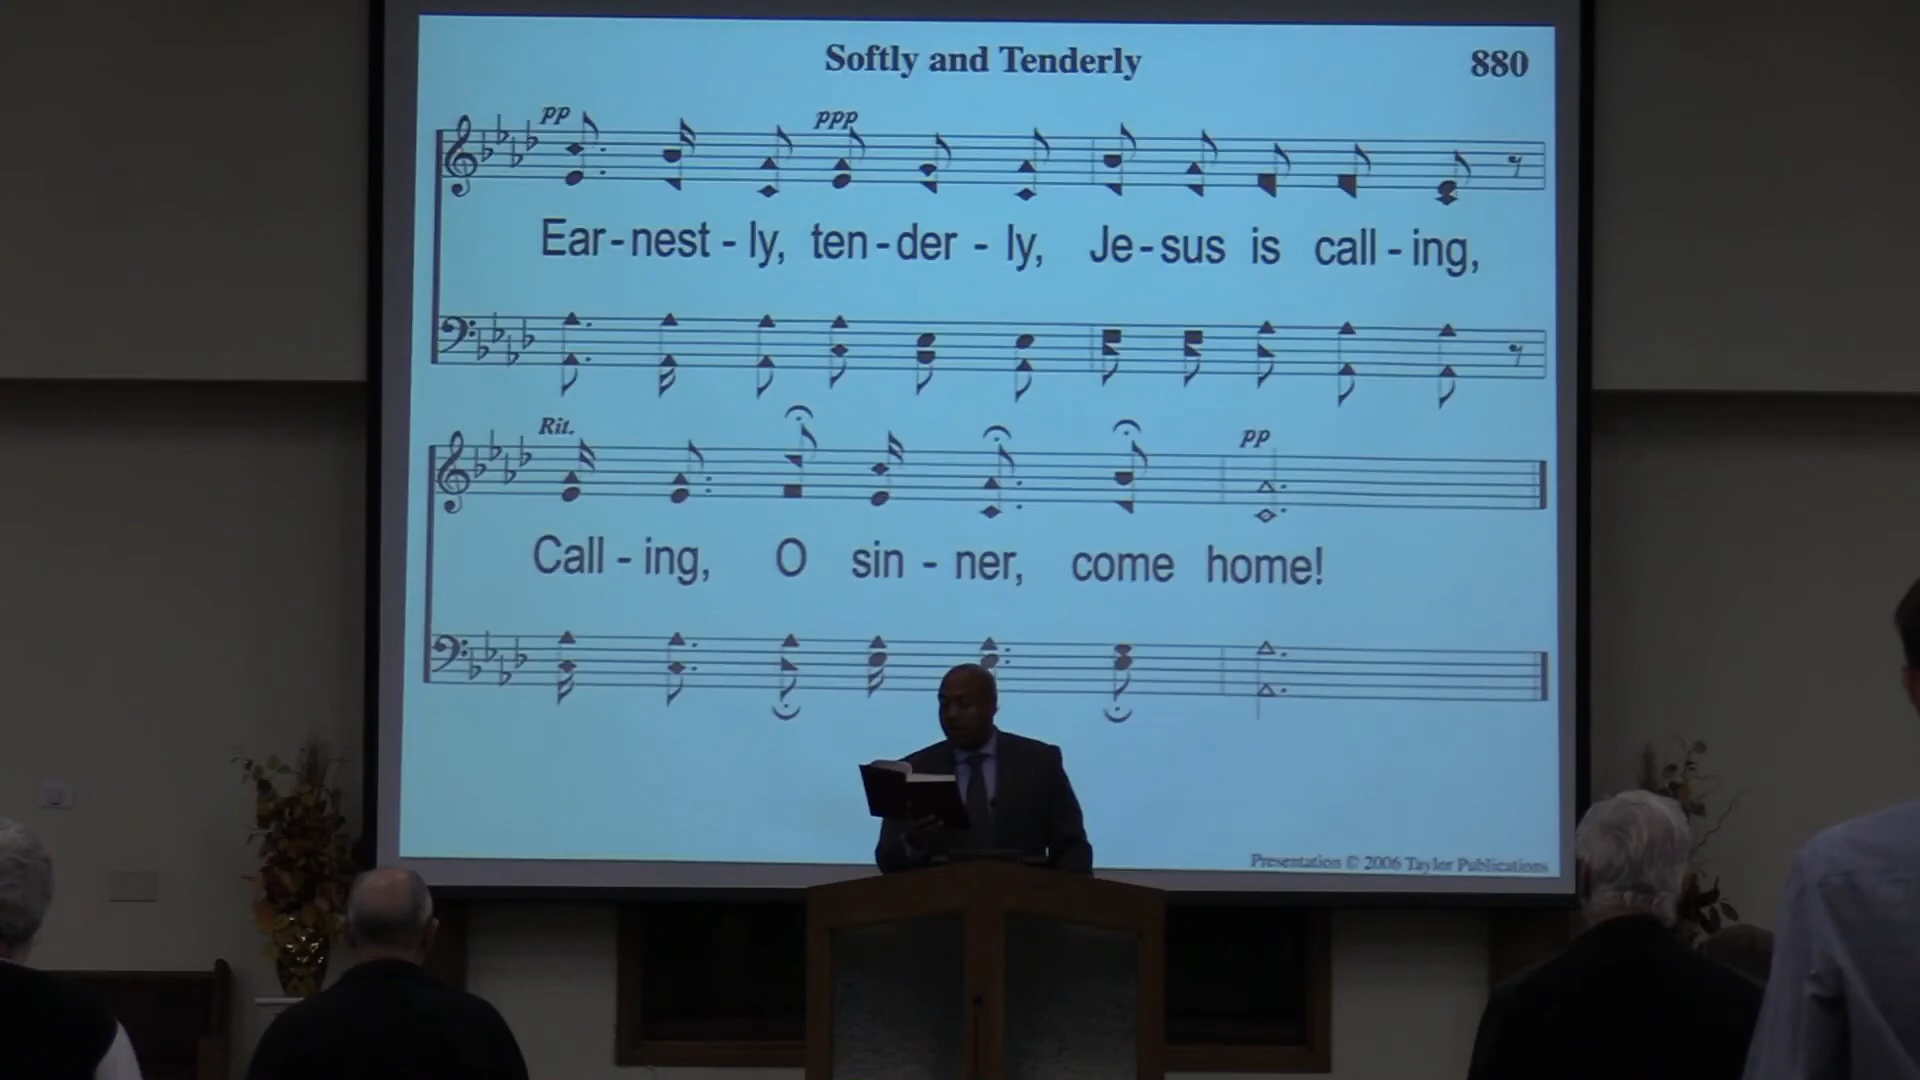 Softly and Tenderly 880
pp ppp
Ear-nest-ly, ten-der-ly, Je-sus is call-ing,
Rit. pp
Call-ing, O sin-ner, come home!
Presentation © 2006 Taylor Publications